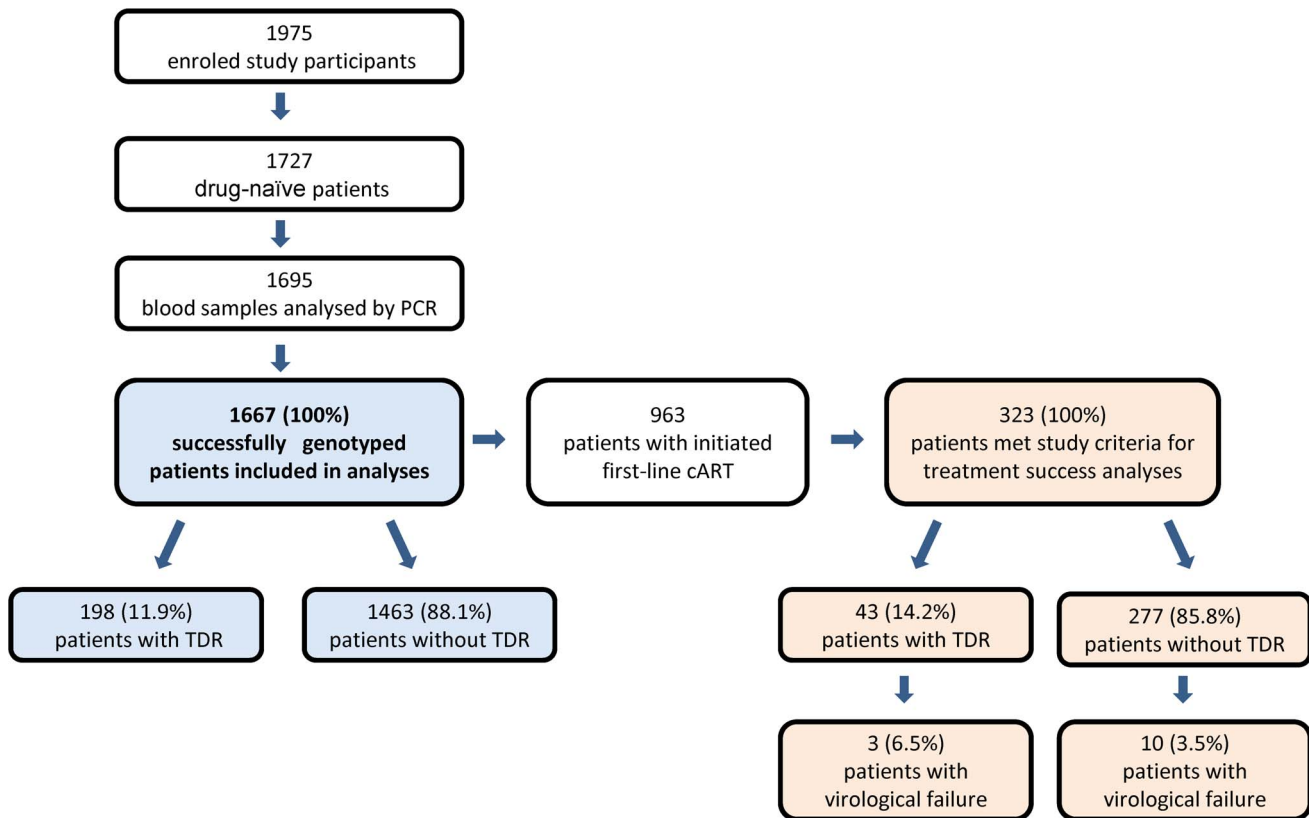 1975
enroled study participants
1727
drug-naïve patients
1695
blood samples analysed by PCR
1667 (100%)
successfully genotyped
patients included in analyses
963
patients with initiated
first-line cART
323 (100%)
patients met study criteria for
treatment success analyses
198 (11.9%)
patients with TDR
1463 (88.1%)
patients without TDR
43 (14.2%)
patients with TDR
277 (85.8%)
patients without TDR
3 (6.5%)
patients with
virological failure
10 (3.5%)
patients with
virological failure